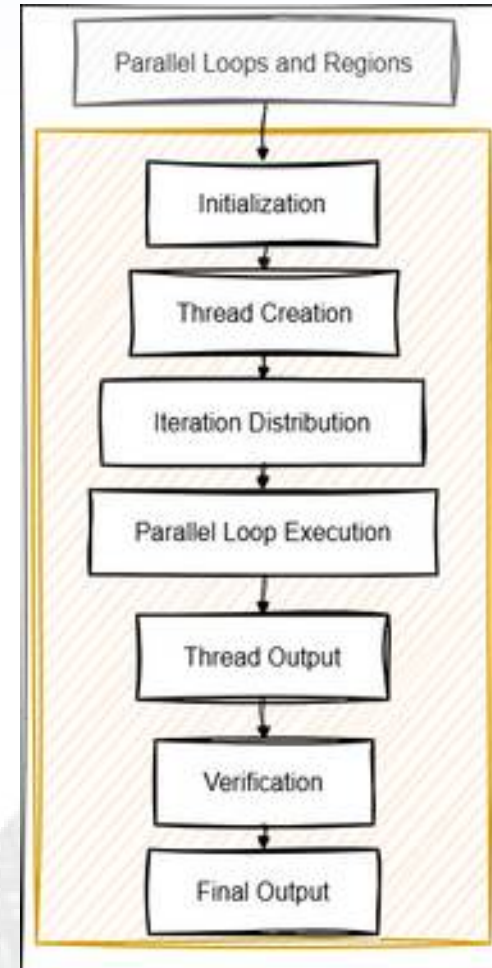 Parallel Loops and Regions
Initialization
Thread Creation
Iteration Distribution
Parallel Loop Execution
Thread Output
Verification
Final Output